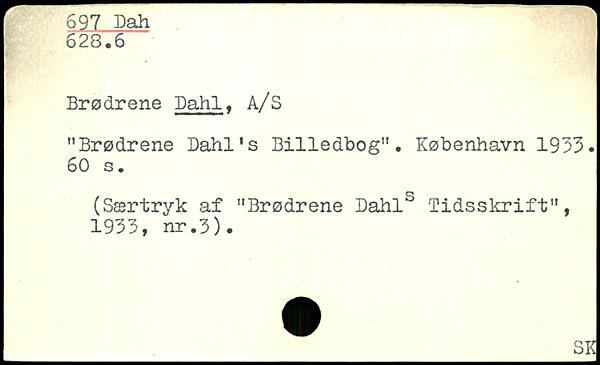 697 Dah
628.6
Brødrene Dahl, A/S
"Brødrene Dahl's Billedbog". København 1933.
60 s.
(Særtryk af "Brødrene Dahlˢ Tidsskrift",
1933, nr.3).
SK